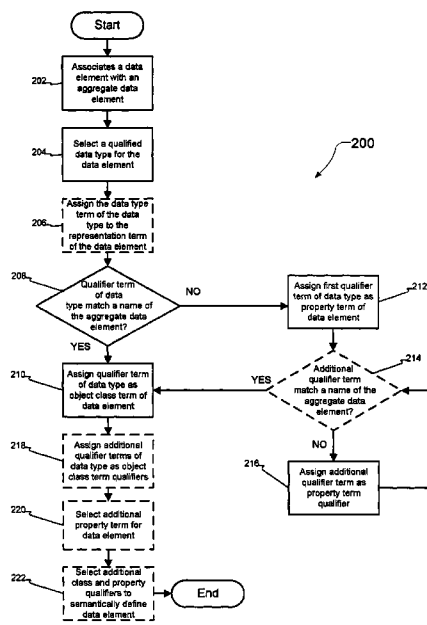 Start
202
Associates a data
element with an
aggregate data
element
204
Select a qualified
data type for the
data element
200
206
Assign the data type
term of the data
type to the
representation term
of the data element
208
Qualifier term
of data
type match a name of
the aggregate data
element?
NO
YES
Assign first qualifier
term of data type as
property term of
data element
212
210
Assign qualifier term
of data type as
object class term of
data element
YES
Additional
qualifier term
match a name of the
aggregate data
element?
214
NO
218
Assign additional
qualifier terms of
data type as object
class term qualifiers
216
Assign additional
qualifier term as
property term
qualifier
220
Select additional
property term for
data element
222
Select additional
class and property
qualifiers to
semantically define
data element
End